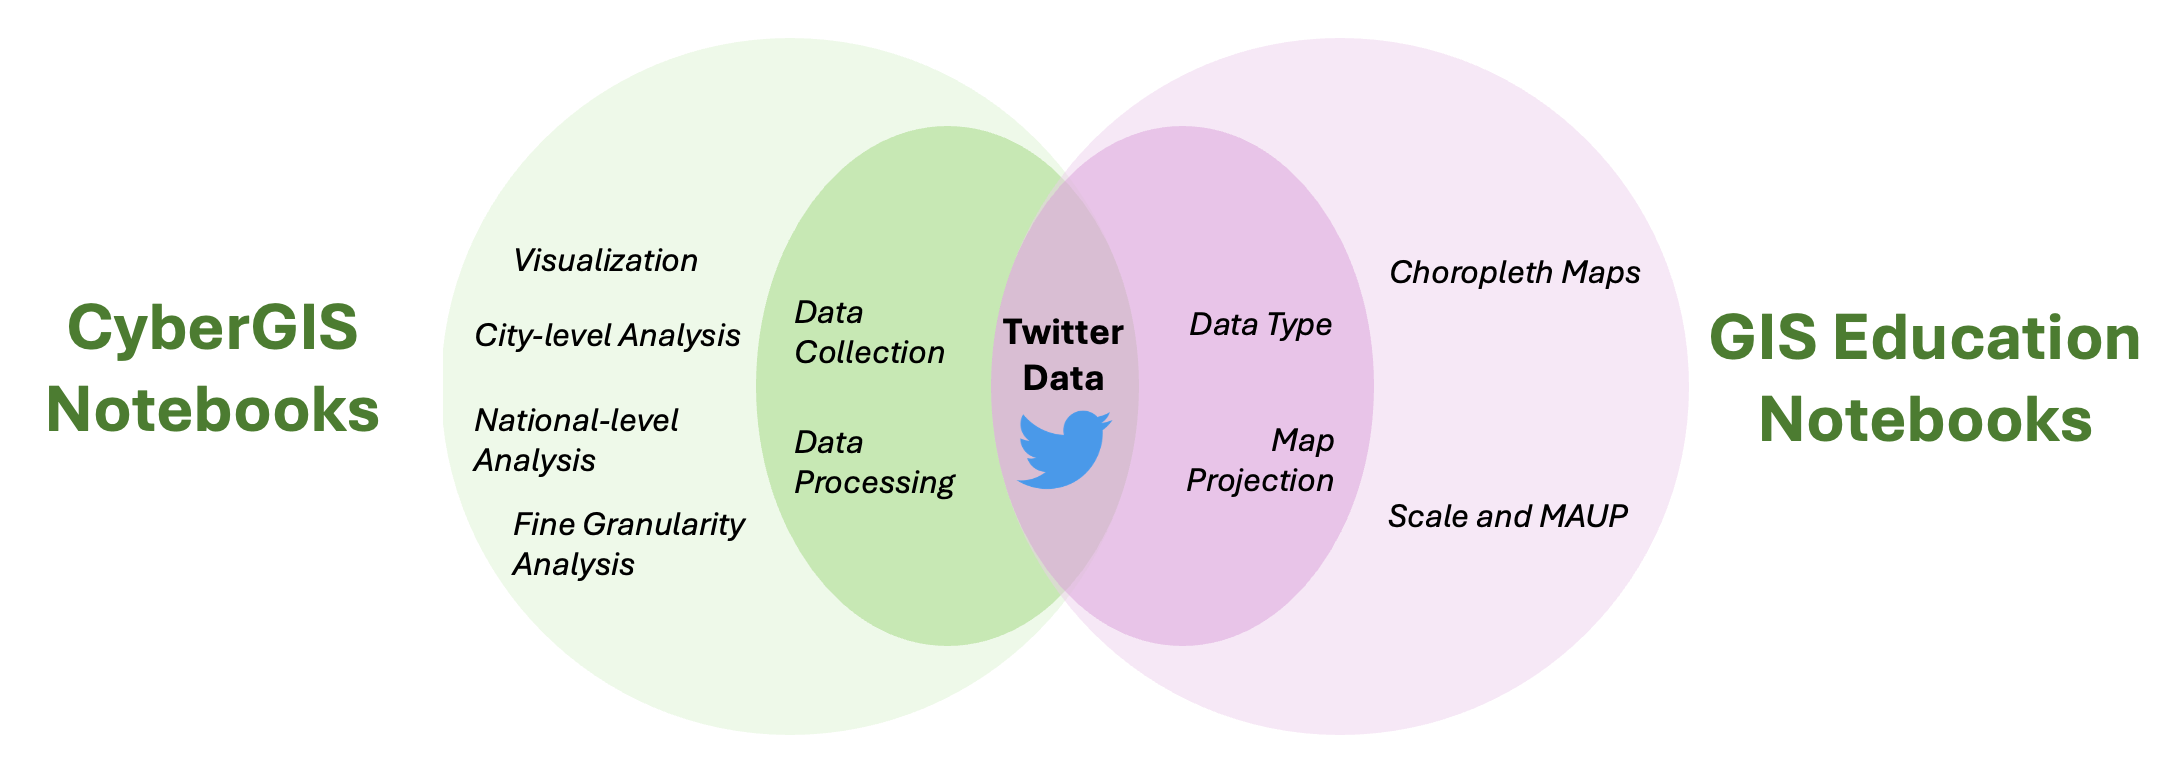 CyberGIS
Notebooks
Visualization
City-level Analysis
National-level
Analysis
Fine Granularity
Analysis
Data
Collection
Data
Processing
Twitter
Data
Data Type
Map
Projection
Choropleth Maps
Scale and MAUP
GIS Education
Notebooks